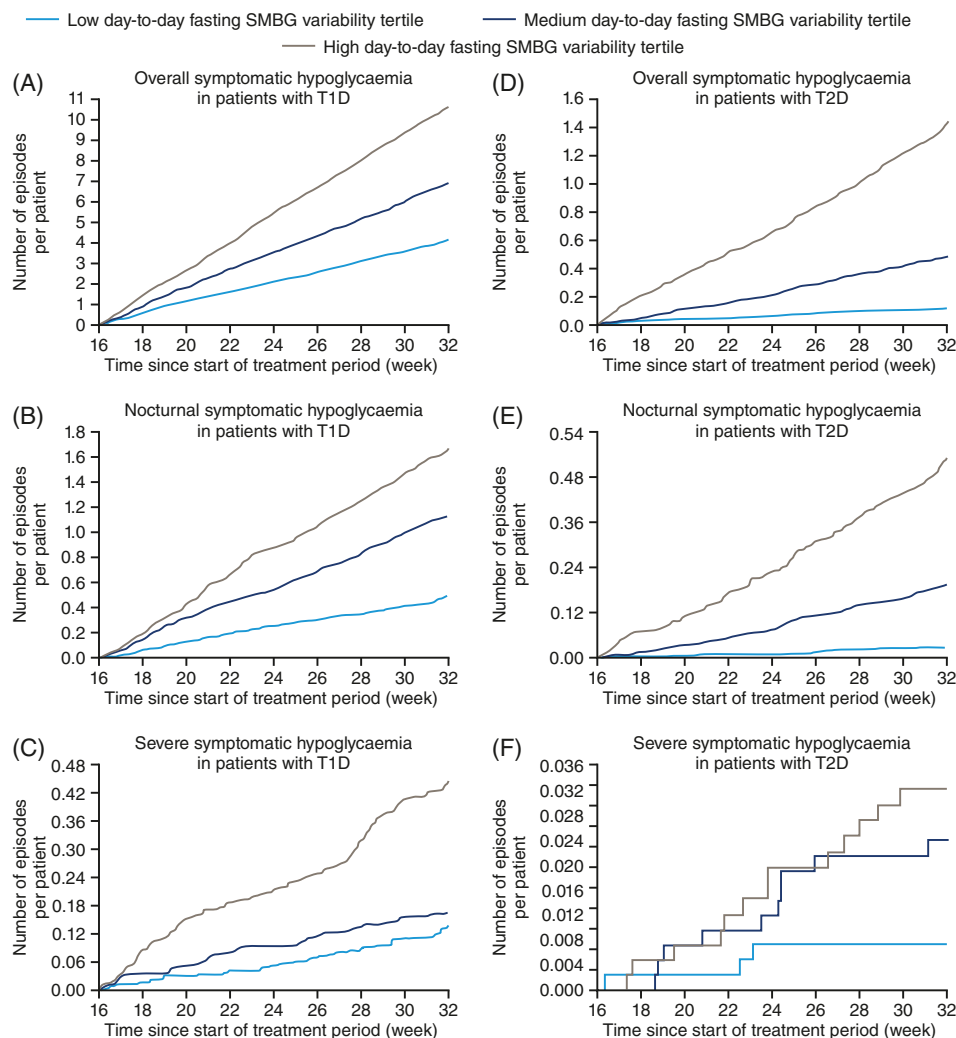 Low day-to-day fasting SMBG variability tertile
Medium day-to-day fasting SMBG variability tertile
High day-to-day fasting SMBG variability tertile
(A)
Overall symptomatic hypoglycaemia
in patients with T1D
Number of episodes
per patient
11
10
9
8
7
6
5
4
3
2
1
0
16 18 20 22 24 26 28 30 32
Time since start of treatment period (week)
(D)
Overall symptomatic hypoglycaemia
in patients with T2D
Number of episodes
per patient
1.6
1.4
1.2
1.0
0.8
0.6
0.4
0.2
0.0
16 18 20 22 24 26 28 30 32
Time since start of treatment period (week)
(B)
Nocturnal symptomatic hypoglycaemia
in patients with T1D
Number of episodes
per patient
1.8
1.6
1.4
1.2
1.0
0.8
0.6
0.4
0.2
0.0
16 18 20 22 24 26 28 30 32
Time since start of treatment period (week)
(E)
Nocturnal symptomatic hypoglycaemia
in patients with T2D
Number of episodes
per patient
0.54
0.48
0.36
0.24
0.12
0.00
16 18 20 22 24 26 28 30 32
Time since start of treatment period (week)
(C)
Severe symptomatic hypoglycaemia
in patients with T1D
Number of episodes
per patient
0.48
0.42
0.36
0.30
0.24
0.18
0.12
0.06
0.00
16 18 20 22 24 26 28 30 32
Time since start of treatment period (week)
(F)
Severe symptomatic hypoglycaemia
in patients with T2D
Number of episodes
per patient
0.036
0.032
0.028
0.024
0.020
0.016
0.012
0.008
0.004
0.000
16 18 20 22 24 26 28 30 32
Time since start of treatment period (week)